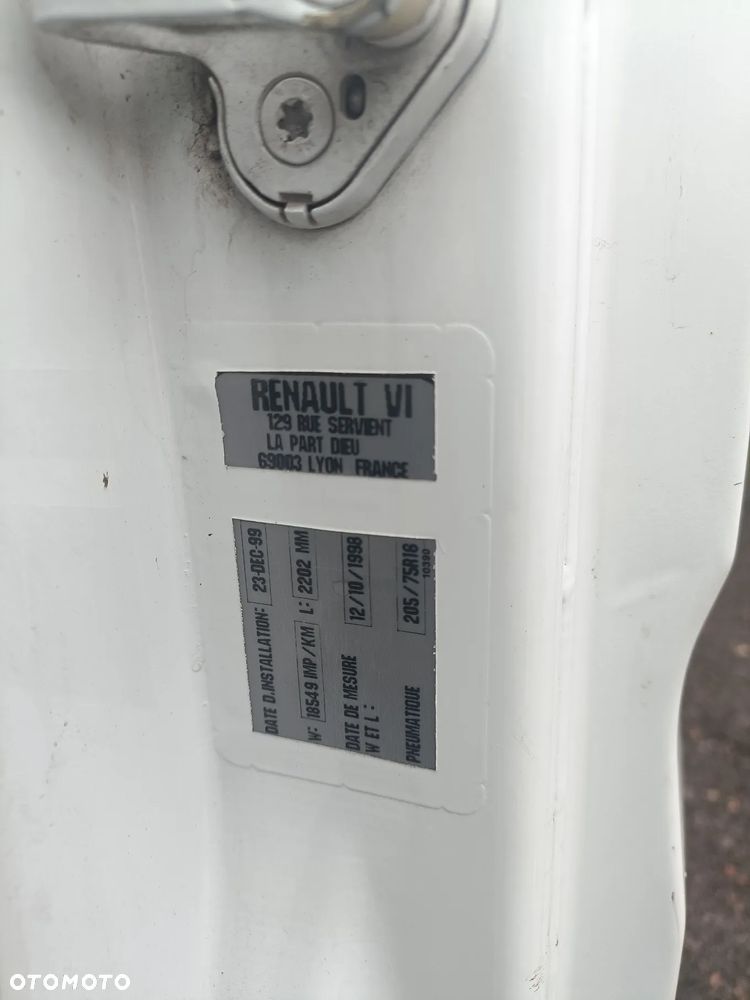 RENAULT VI
129 RUE SERVIENT
LA PART DIEU
69003 LYON FRANCE
DATE D.INSTALLATION: 23-DEC-99
W: 18549 IMP/KM L: 2202 MM
DATE DE MESURE 12/10/1998
W ET L:
PNEUMATIQUE 205/75R16
10390
OTOMOTO